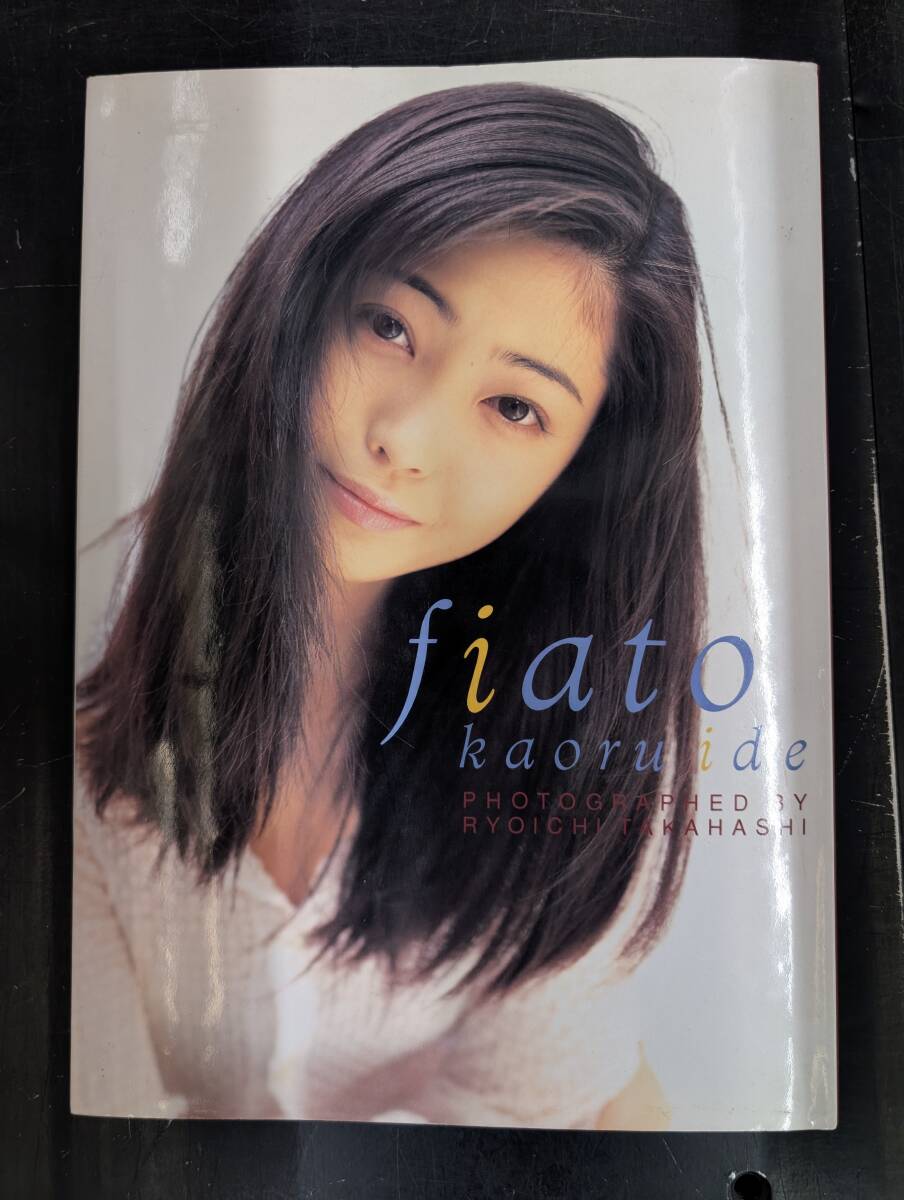 fiato
kaoru ide
PHOTOGRAPHED BY
RYOICHI TAKAHASHI